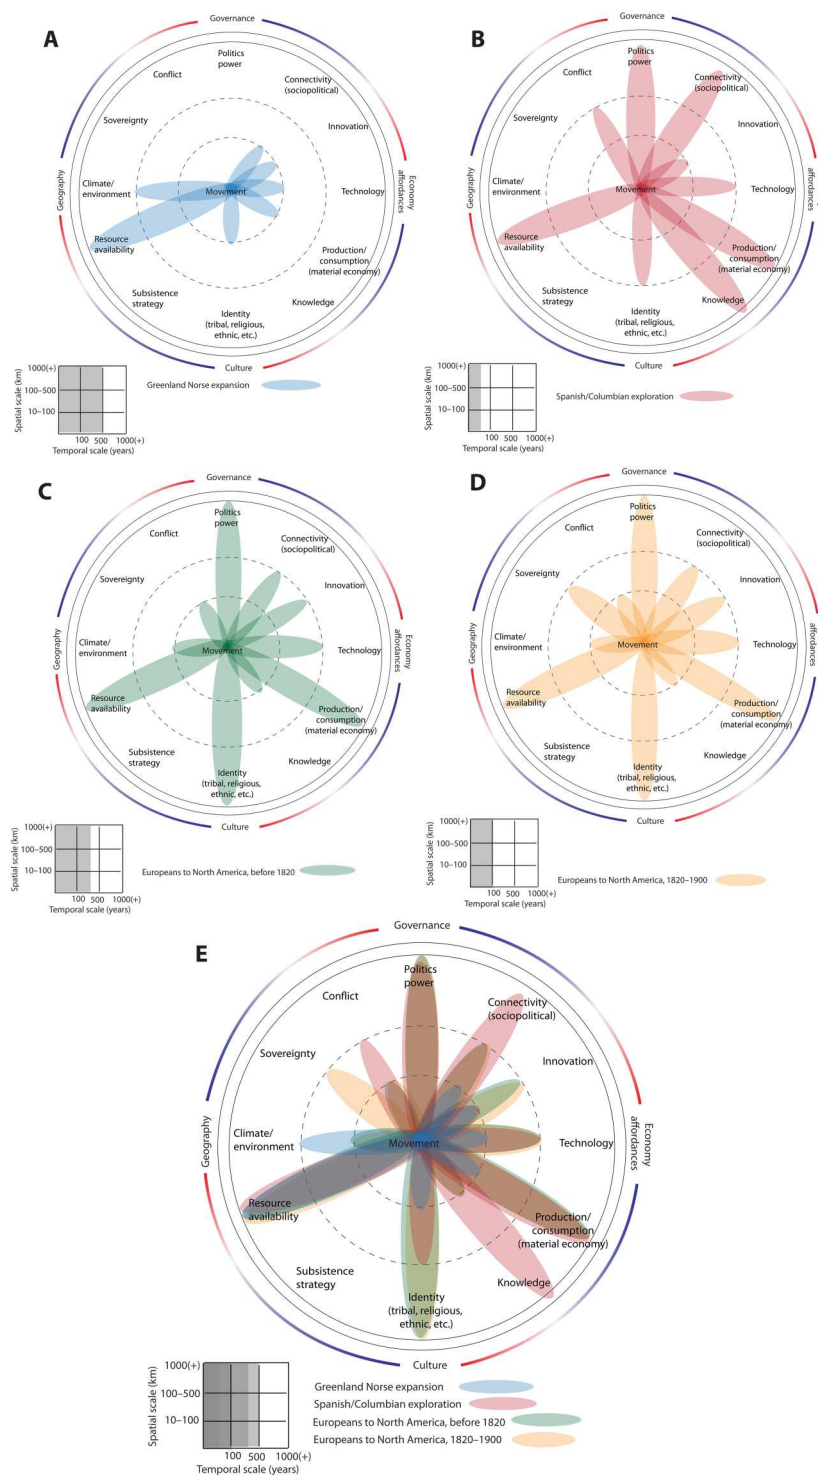 A
Governance
Politics
power
Conflict
Connectivity
(sociopolitical)
Sovereignty
Innovation
Geography
Climate/
environment
Movement
Technology
Economy
affordances
Resource
availability
Production/
consumption
(material economy)
Subsistence
strategy
Identity
(tribal, religious,
ethnic, etc.)
Knowledge
Culture
Spatial scale (km)
1000(+)
100–500
10–100
100 500 1000(+)
Temporal scale (years)
Greenland Norse expansion
B
Governance
Politics
power
Conflict
Connectivity
(sociopolitical)
Sovereignty
Innovation
Geography
Climate/
environment
Movement
Technology
Economy
affordances
Resource
availability
Production/
consumption
(material economy)
Subsistence
strategy
Identity
(tribal, religious,
ethnic, etc.)
Knowledge
Culture
Spatial scale (km)
1000(+)
100–500
10–100
100 500 1000(+)
Temporal scale (years)
Spanish/Columbian exploration
C
Governance
Politics
power
Conflict
Connectivity
(sociopolitical)
Sovereignty
Innovation
Geography
Climate/
environment
Movement
Technology
Economy
affordances
Resource
availability
Production/
consumption
(material economy)
Subsistence
strategy
Identity
(tribal, religious,
ethnic, etc.)
Knowledge
Culture
Spatial scale (km)
1000(+)
100–500
10–100
100 500 1000(+)
Temporal scale (years)
Europeans to North America, before 1820
D
Governance
Politics
power
Conflict
Connectivity
(sociopolitical)
Sovereignty
Innovation
Geography
Climate/
environment
Movement
Technology
Economy
affordances
Resource
availability
Production/
consumption
(material economy)
Subsistence
strategy
Identity
(tribal, religious,
ethnic, etc.)
Knowledge
Culture
Spatial scale (km)
1000(+)
100–500
10–100
100 500 1000(+)
Temporal scale (years)
Europeans to North America, 1820–1900
E
Governance
Politics
power
Conflict
Connectivity
(sociopolitical)
Sovereignty
Innovation
Geography
Climate/
environment
Movement
Technology
Economy
affordances
Resource
availability
Production/
consumption
(material economy)
Subsistence
strategy
Identity
(tribal, religious,
ethnic, etc.)
Knowledge
Culture
Spatial scale (km)
1000(+)
100–500
10–100
100 500 1000(+)
Temporal scale (years)
Greenland Norse expansion
Spanish/Columbian exploration
Europeans to North America, before 1820
Europeans to North America, 1820–1900